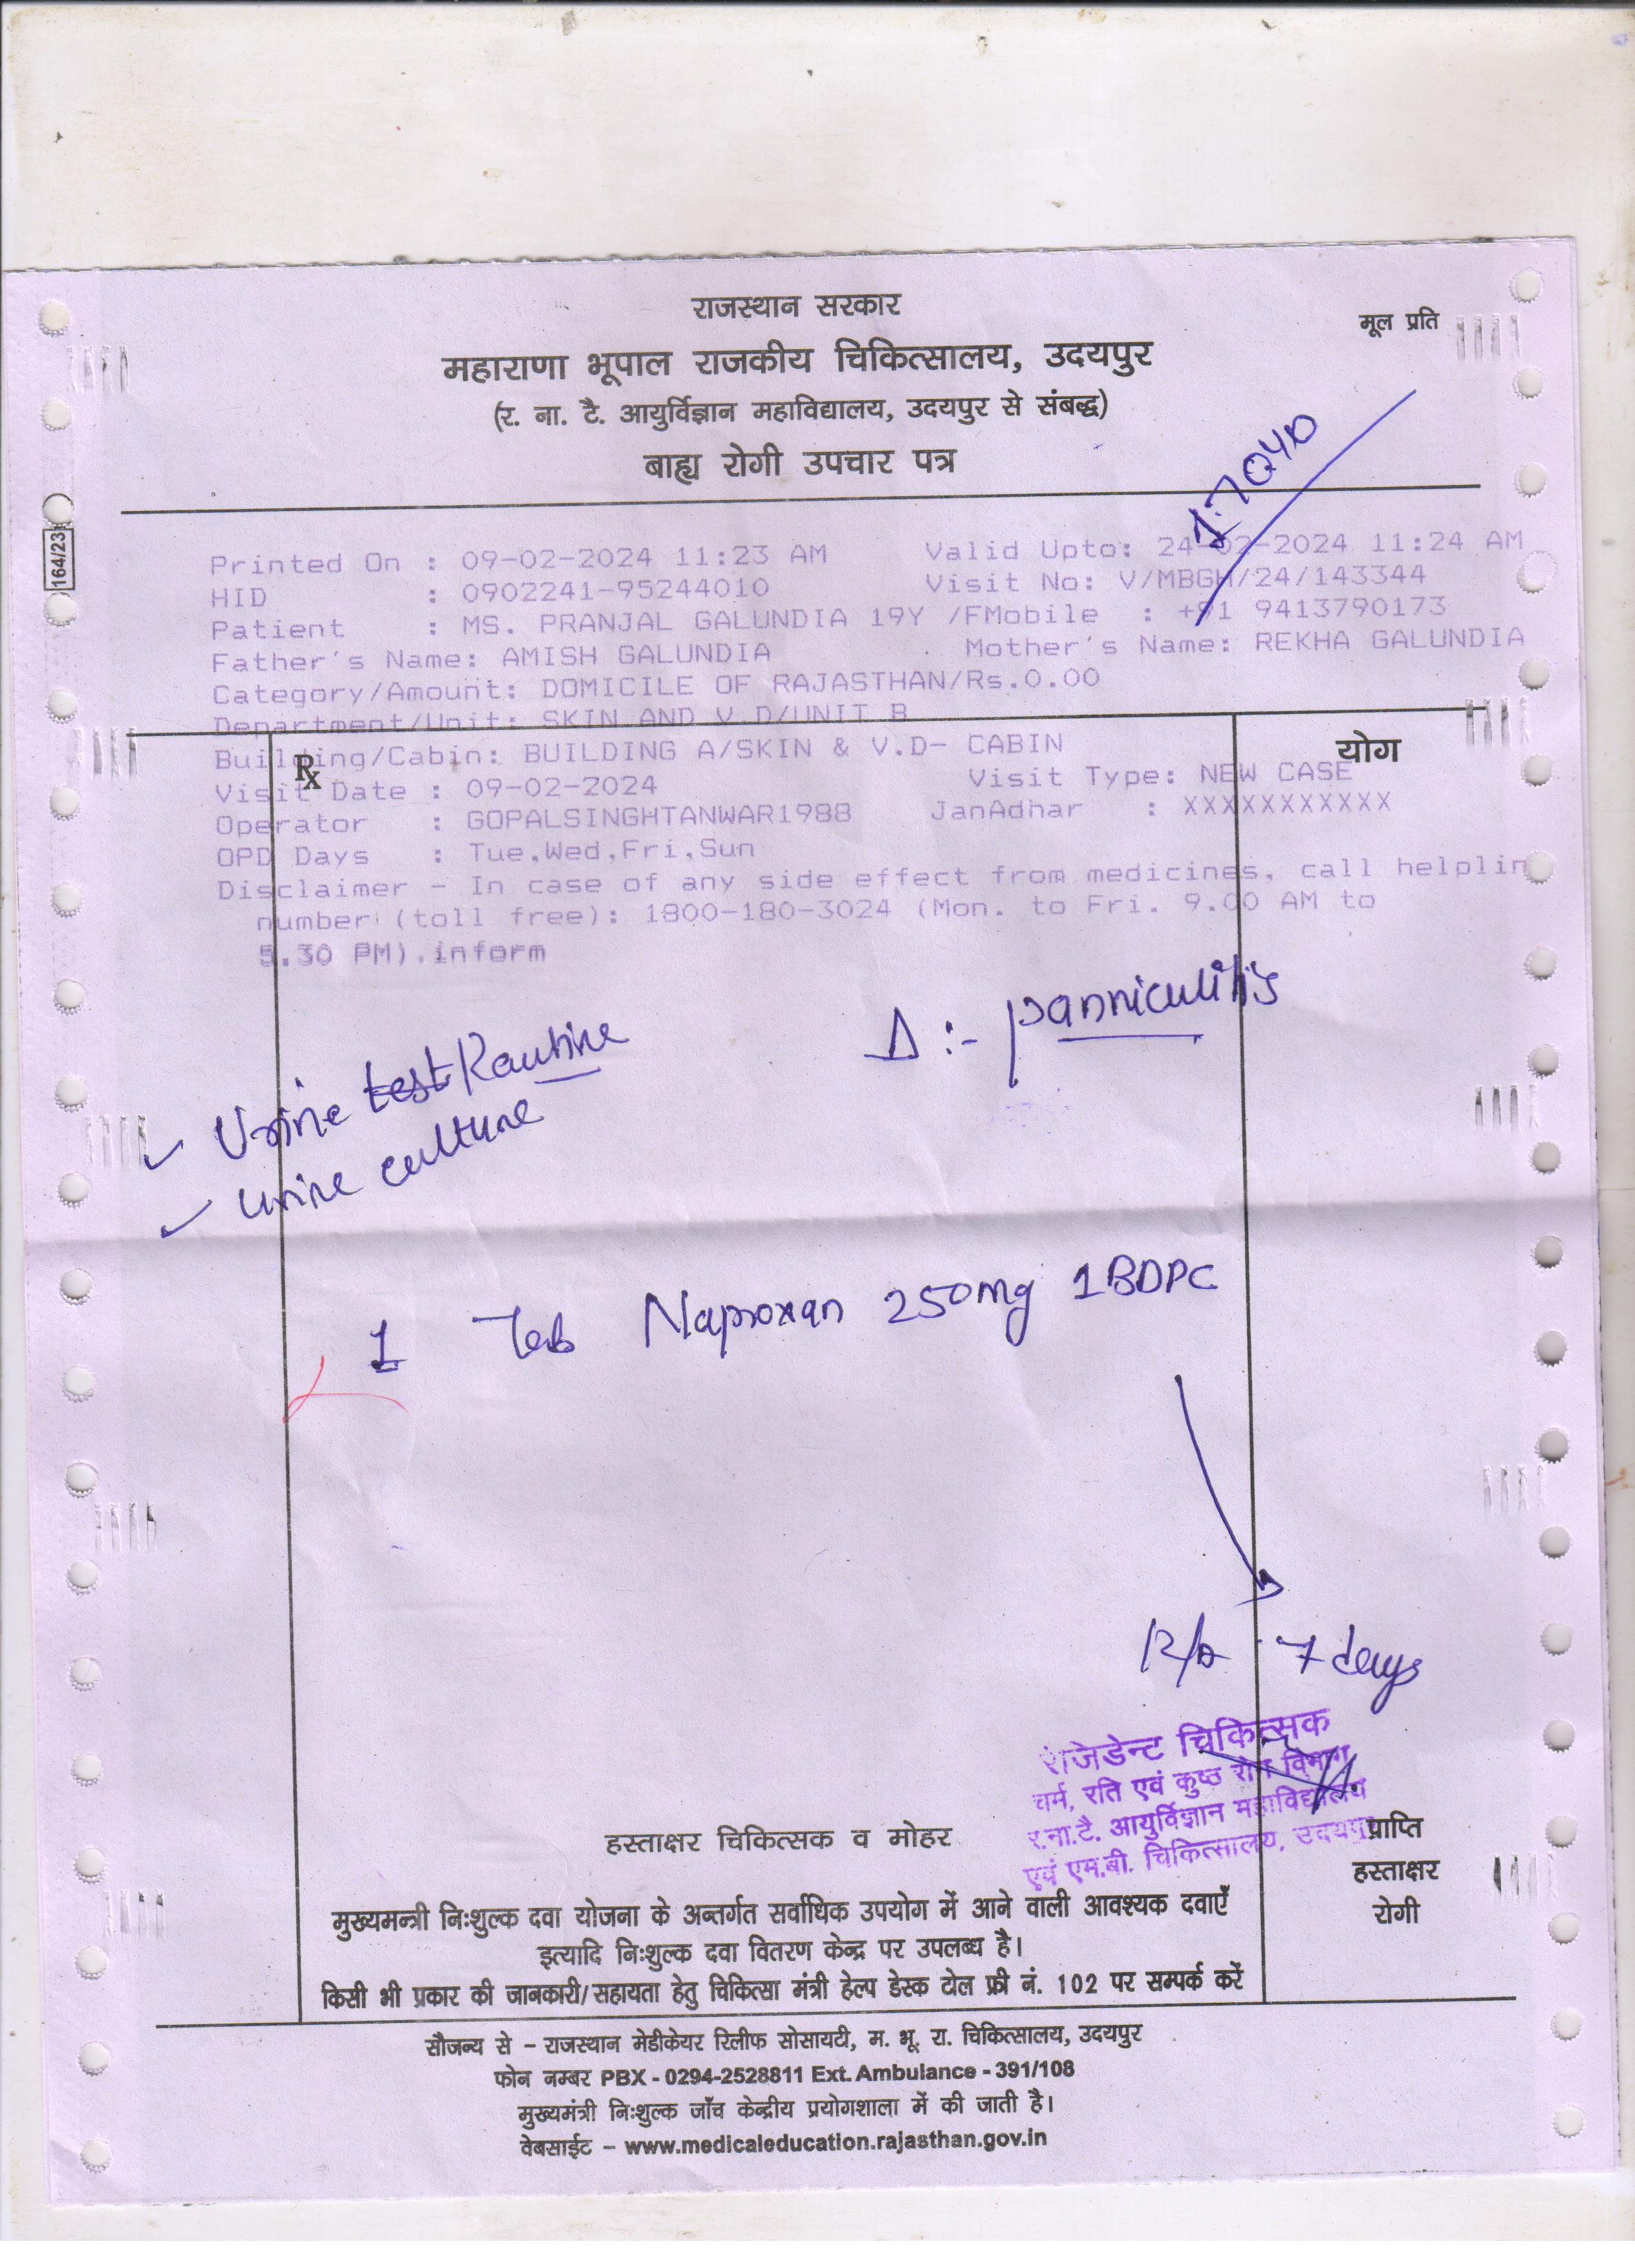 राजस्थान सरकार
मूल प्रति
महाराणा भूपाल राजकीय चिकित्सालय, उदयपुर
(र. ना. टै. आयुर्विज्ञान महाविद्यालय, उदयपुर से संबद्ध)
बाह्य रोगी उपचार पत्र
164/23
Printed On : 09-02-2024 11:23 AM Valid Upto: 24-02-2024 11:24 AM
HID : 0902241-95244010 Visit No: V/MBGH/24/143344
Patient : MS. PRANJAL GALUNDIA 19Y /FMobile : +91 9413790173
Father's Name: AMISH GALUNDIA Mother's Name: REKHA GALUNDIA
Category/Amount: DOMICILE OF RAJASTHAN/Rs.0.00
Department/Unit: SKIN AND V.D/UNIT B
Building/Cabin: BUILDING A/SKIN & V.D- CABIN
Rx
योग
Visit Date : 09-02-2024 Visit Type: NEW CASE
Operator : GOPALSINGHTANWAR1988 JanAdhar : XXXXXXXXXXX
OPD Days : Tue,Wed,Fri,Sun
Disclaimer - In case of any side effect from medicines, call helplin
number (toll free): 1800-180-3024 (Mon. to Fri. 9.00 AM to
5.30 PM).inform
Δ :- panniculitis
Urine test Routine
urine culture
1 Tab Naproxan 250mg 1BDPC
7 days
रेजिडेन्ट चिकित्सक
चर्म, रति एवं कुष्ठ रोग विभाग
र.ना.टै. आयुर्विज्ञान महाविद्यालय
एवं एम.बी. चिकित्सालय, उदयपुर
हस्ताक्षर चिकित्सक व मोहर
प्राप्ति
हस्ताक्षर
रोगी
मुख्यमन्त्री निःशुल्क दवा योजना के अन्तर्गत सर्वाधिक उपयोग में आने वाली आवश्यक दवाएँ
इत्यादि निःशुल्क दवा वितरण केन्द्र पर उपलब्ध है।
किसी भी प्रकार की जानकारी/सहायता हेतु चिकित्सा मंत्री हेल्प डेस्क टोल फ्री नं. 102 पर सम्पर्क करें
सौजन्य से – राजस्थान मेडीकेयर रिलीफ सोसायटी, म. भू. रा. चिकित्सालय, उदयपुर
फोन नम्बर PBX - 0294-2528811 Ext. Ambulance - 391/108
मुख्यमंत्री निःशुल्क जाँच केन्द्रीय प्रयोगशाला में की जाती है।
वेबसाईट – www.medicaleducation.rajasthan.gov.in